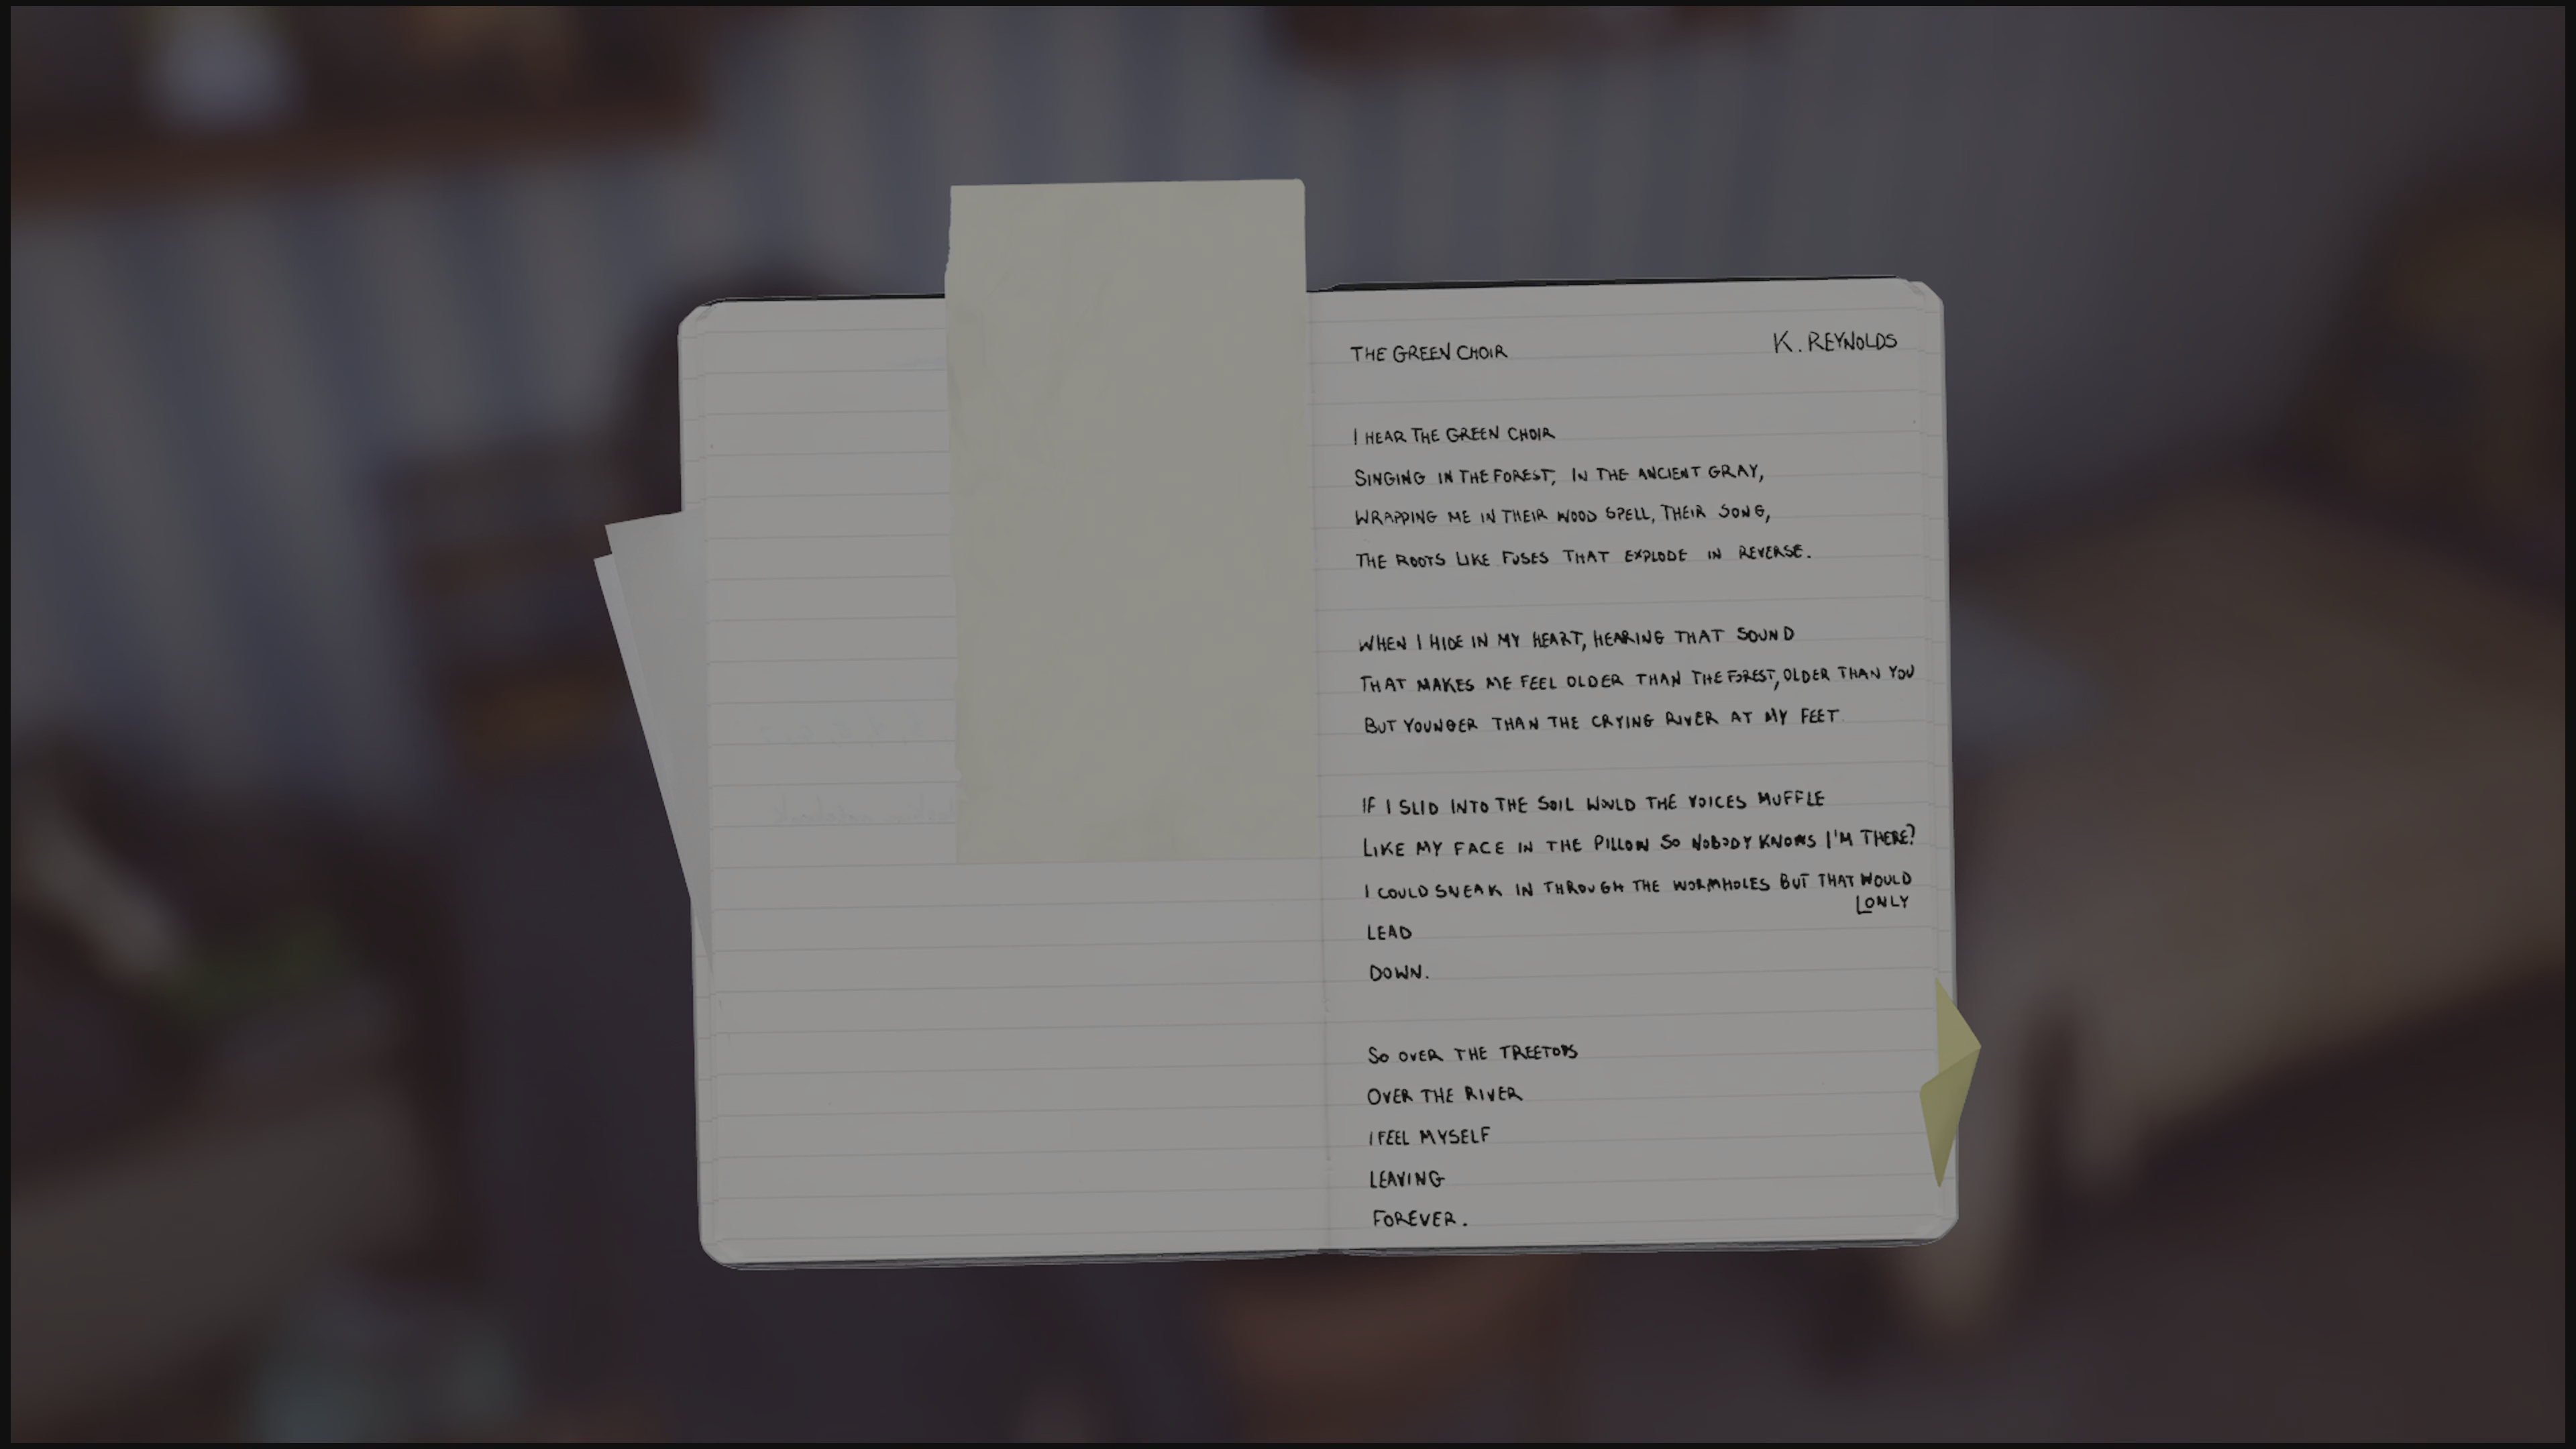 THE GREEN CHOIR
K. REYNOLDS
I HEAR THE GREEN CHOIR
SINGING IN THE FOREST, IN THE ANCIENT GRAY,
WRAPPING ME IN THEIR WOOD SPELL, THEIR SONG,
THE ROOTS LIKE FUSES THAT EXPLODE IN REVERSE.
WHEN I HIDE IN MY HEART, HEARING THAT SOUND
THAT MAKES ME FEEL OLDER THAN THE FOREST, OLDER THAN YOU
BUT YOUNGER THAN THE CRYING RIVER AT MY FEET
IF I SLID INTO THE SOIL WOULD THE VOICES MUFFLE
LIKE MY FACE IN THE PILLOW SO NOBODY KNOWS I'M THERE?
I COULD SNEAK IN THROUGH THE WORMHOLES BUT THAT WOULD
LONLY
LEAD
DOWN.
SO OVER THE TREETOPS
OVER THE RIVER
I FEEL MYSELF
LEAVING
FOREVER.